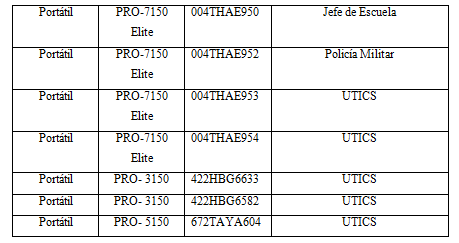 Portátil PRO-7150 Elite 004THAE950 Jefe de Escuela
Portátil PRO-7150 Elite 004THAE952 Policía Militar
Portátil PRO-7150 Elite 004THAE953 UTICS
Portátil PRO-7150 Elite 004THAE954 UTICS
Portátil PRO- 3150 422HBG6633 UTICS
Portátil PRO- 3150 422HBG6582 UTICS
Portátil PRO- 5150 672TAYA604 UTICS